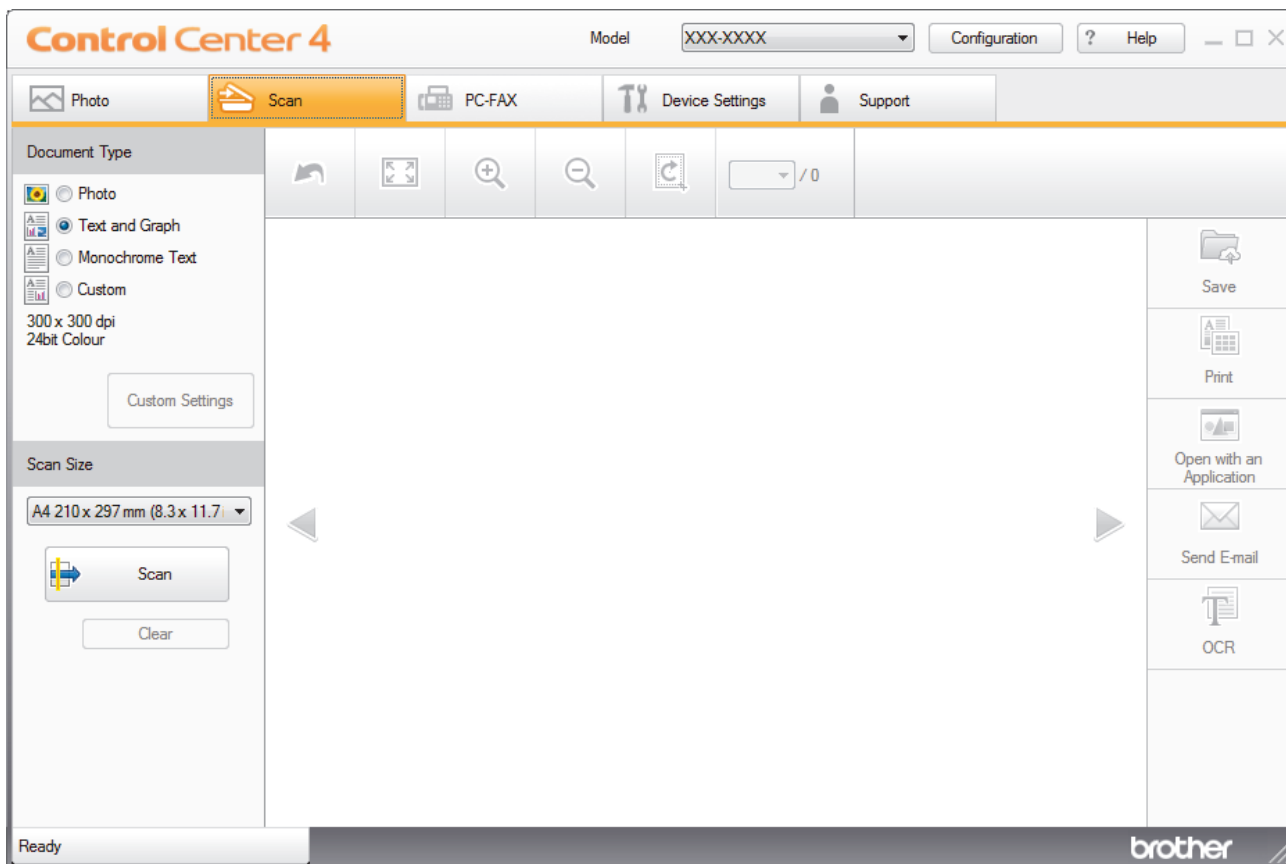 Control Center 4
Model
XXX-XXXX
Configuration
? Help
Photo
Scan
PC-FAX
Device Settings
Support
Document Type
Photo
Text and Graph
Monochrome Text
Custom
300 x 300 dpi
24bit Colour
Custom Settings
Scan Size
A4 210 x 297 mm (8.3 x 11.7
Scan
Clear
/ 0
Save
Print
Open with an
Application
Send E-mail
OCR
Ready
brother